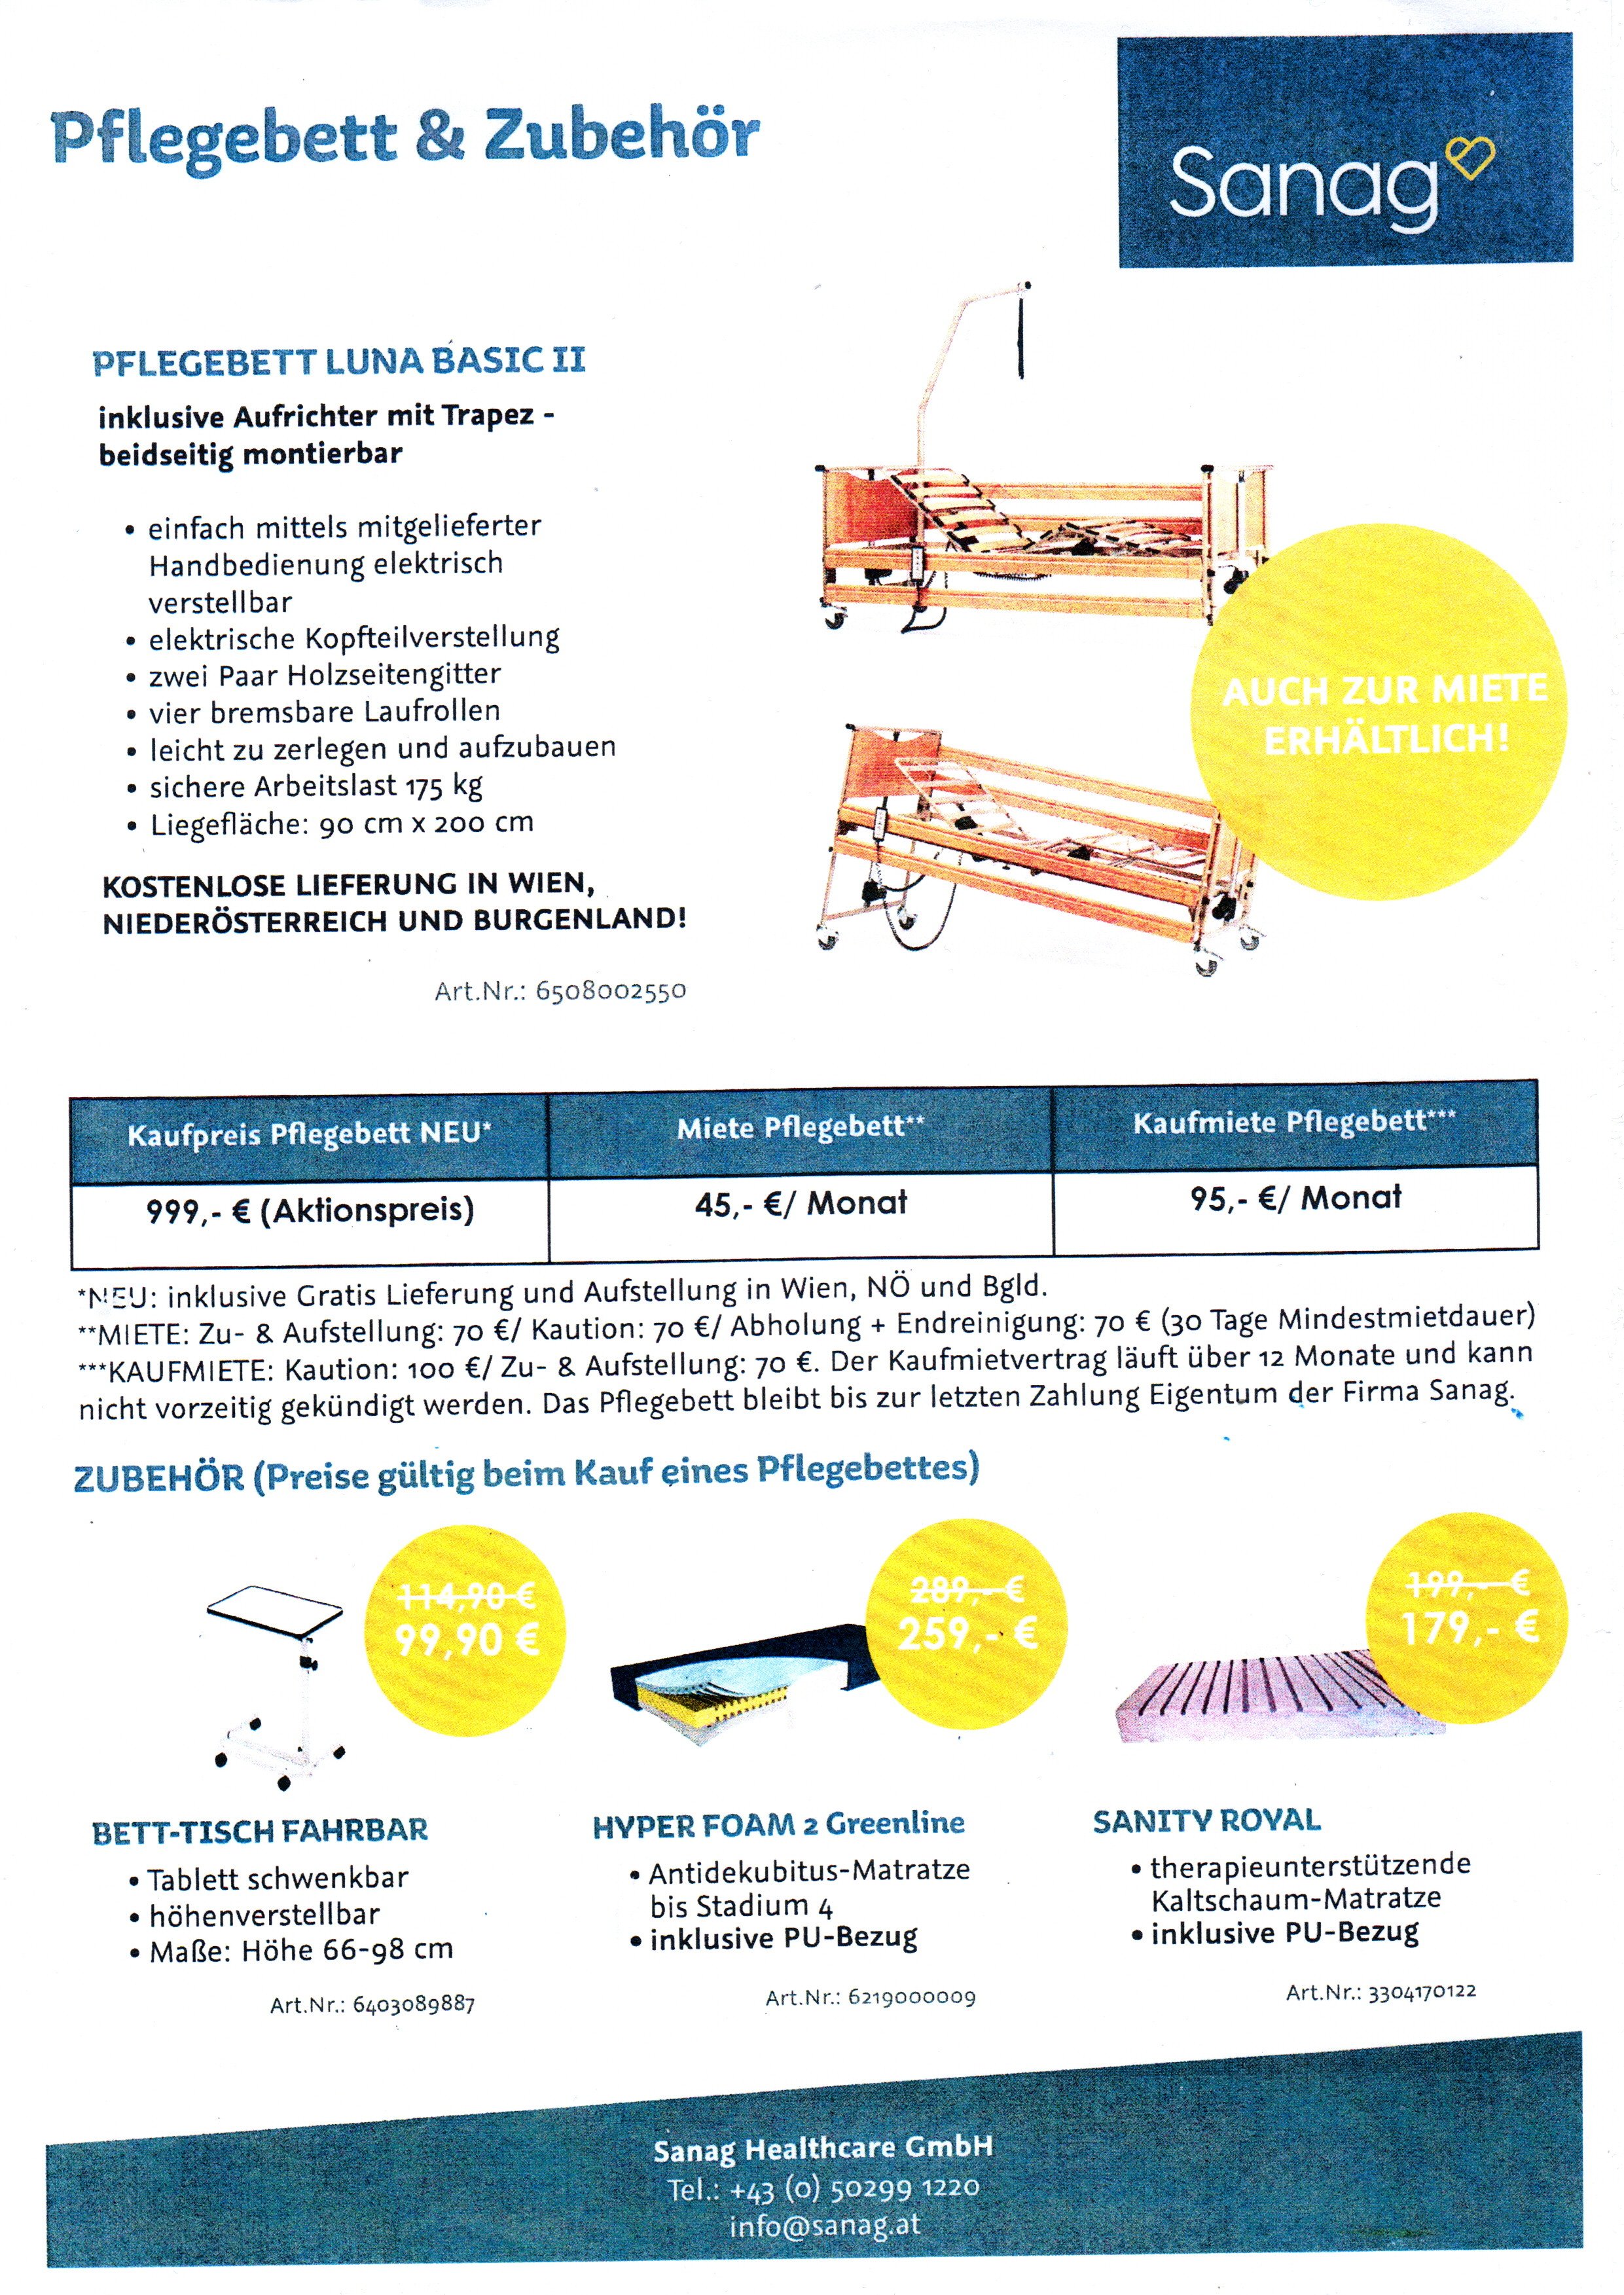 Pflegebett & Zubehör
Sanag
PFLEGEBETT LUNA BASIC II
inklusive Aufrichter mit Trapez -
beidseitig montierbar
• einfach mittels mitgelieferter
Handbedienung elektrisch
verstellbar
• elektrische Kopfteilverstellung
• zwei Paar Holzseitengitter
• vier bremsbare Laufrollen
• leicht zu zerlegen und aufzubauen
• sichere Arbeitslast 175 kg
• Liegefläche: 90 cm x 200 cm
AUCH ZUR MIETE
ERHÄLTLICH!
KOSTENLOSE LIEFERUNG IN WIEN,
NIEDERÖSTERREICH UND BURGENLAND!
Art.Nr.: 6508002550
Kaufpreis Pflegebett NEU*
Miete Pflegebett**
Kaufmiete Pflegebett***
999,- € (Aktionspreis)
45,- €/ Monat
95,- €/ Monat
*NEU: inklusive Gratis Lieferung und Aufstellung in Wien, NÖ und Bgld.
**MIETE: Zu- & Aufstellung: 70 €/ Kaution: 70 €/ Abholung + Endreinigung: 70 € (30 Tage Mindestmietdauer)
***KAUFMIETE: Kaution: 100 €/ Zu- & Aufstellung: 70 €. Der Kaufmietvertrag läuft über 12 Monate und kann
nicht vorzeitig gekündigt werden. Das Pflegebett bleibt bis zur letzten Zahlung Eigentum der Firma Sanag.
ZUBEHÖR (Preise gültig beim Kauf eines Pflegebettes)
114,90 €
99,90 €
289,- €
259,- €
199,- €
179,- €
BETT-TISCH FAHRBAR
• Tablett schwenkbar
• höhenverstellbar
• Maße: Höhe 66-98 cm
Art.Nr.: 6403089887
HYPER FOAM 2 Greenline
• Antidekubitus-Matratze
bis Stadium 4
• inklusive PU-Bezug
Art.Nr.: 6219000009
SANITY ROYAL
• therapieunterstützende
Kaltschaum-Matratze
• inklusive PU-Bezug
Art.Nr.: 3304170122
Sanag Healthcare GmbH
Tel.: +43 (0) 50299 1220
info@sanag.at